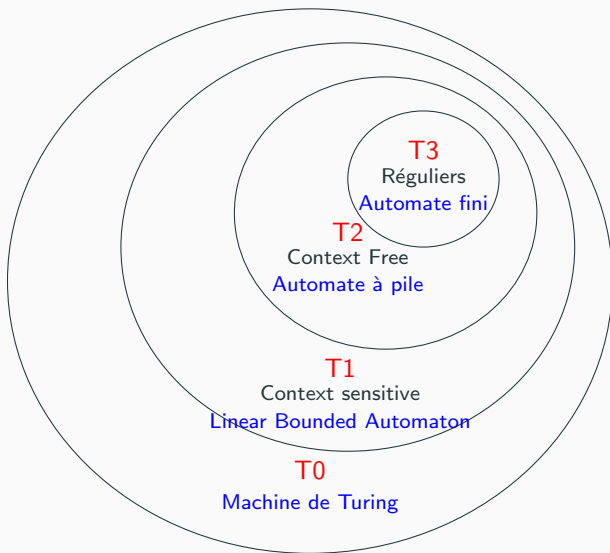 T3
Réguliers
Automate fini
T2
Context Free
Automate à pile
T1
Context sensitive
Linear Bounded Automaton
T0
Machine de Turing